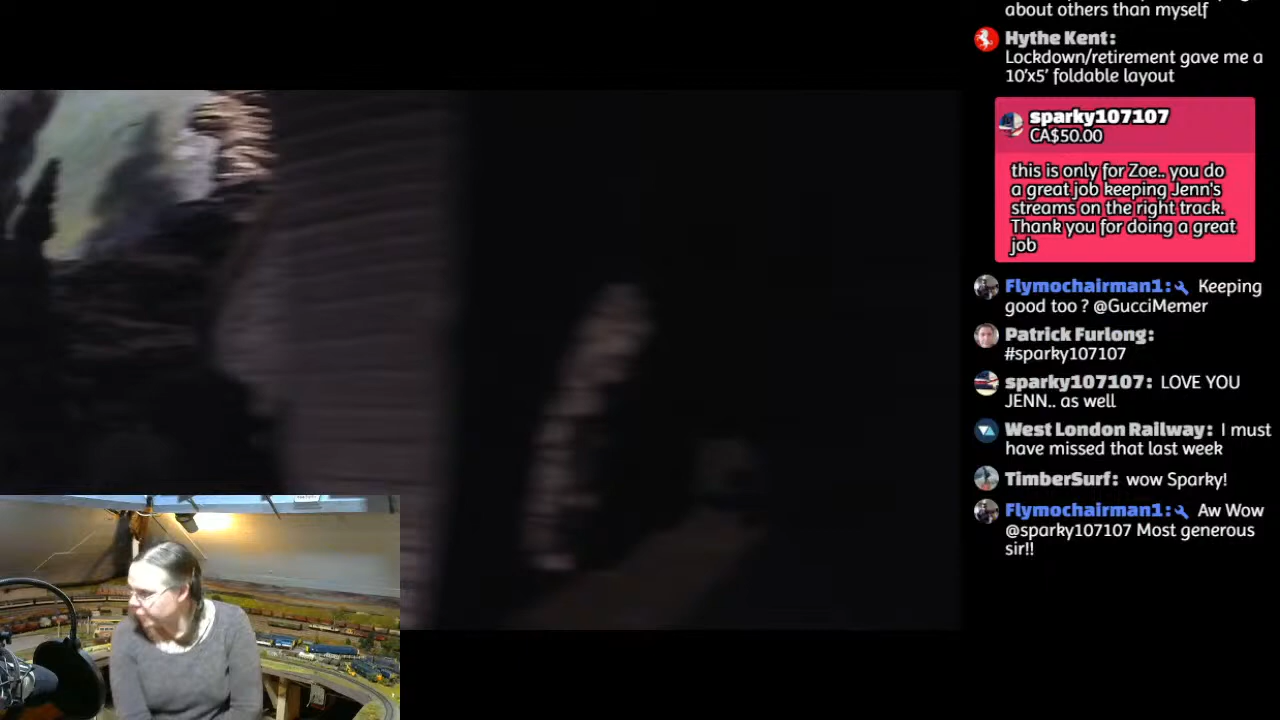 about others than myself
Hythe Kent:
Lockdown/retirement gave me a
10'x5' foldable layout
sparky107107
CA$50.00
this is only for Zoe.. you do
a great job keeping Jenn's
streams on the right track.
Thank you for doing a great
job
Flymochairman1: Keeping
good too ? @GucciMemer
Patrick Furlong:
#sparky107107
sparky107107: LOVE YOU
JENN.. as well
West London Railway: I must
have missed that last week
TimberSurf: wow Sparky!
Flymochairman1: Aw Wow
@sparky107107 Most generous
sir!!